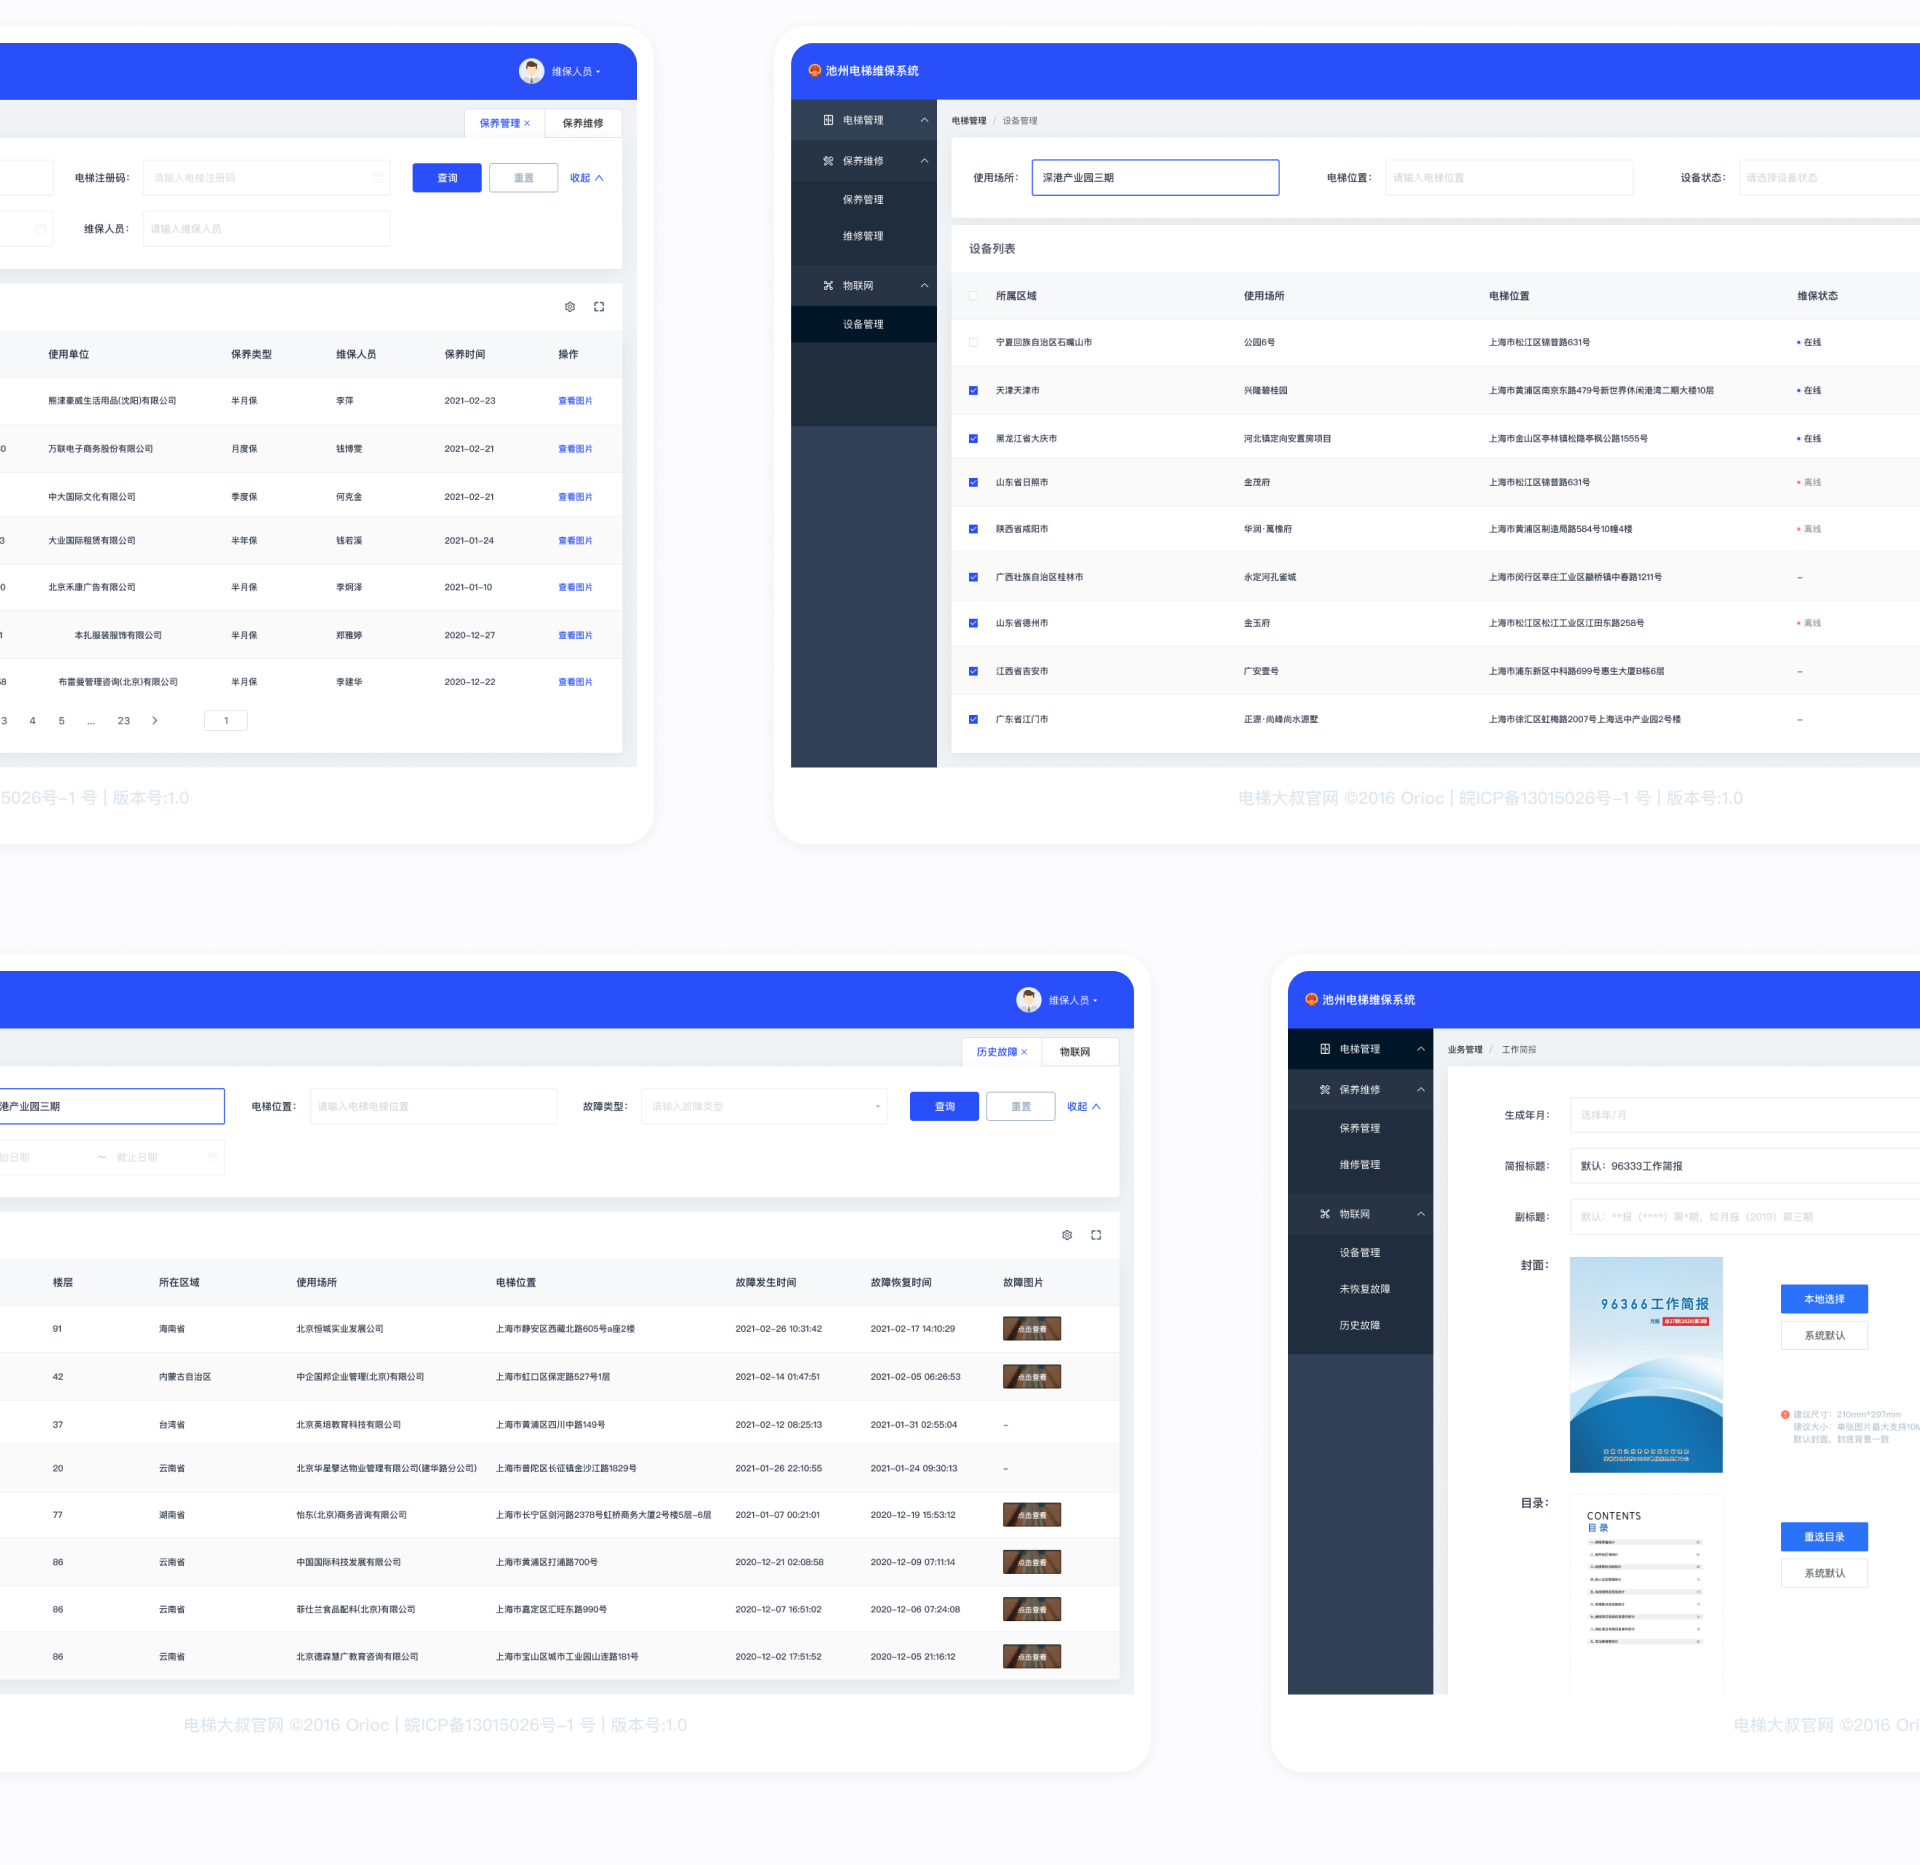 维保人员
保养管理 × 保养维修
电梯注册码： 请输入电梯注册码 查询 重置 收起
维保人员： 请输入维保人员
使用单位 保养类型 维保人员 保养时间 操作
熊津豪威生活用品(沈阳)有限公司 半月保 李萍 2021-02-23 查看图片
万联电子商务股份有限公司 月度保 钱博雯 2021-02-21 查看图片
中大国际文化有限公司 季度保 何克金 2021-02-21 查看图片
3 大业国际租赁有限公司 半年保 钱若溪 2021-01-24 查看图片
0 北京禾康广告有限公司 半月保 李炯泽 2021-01-10 查看图片
1 本扎服装服饰有限公司 半月保 郑雅婷 2020-12-27 查看图片
布雷曼管理咨询(北京)有限公司 半月保 李建华 2020-12-22 查看图片
3 4 5 ... 23 1
5026号-1 号 | 版本号:1.0
池州电梯维保系统
电梯管理
保养维修
保养管理
维修管理
物联网
设备管理
电梯管理 / 设备管理
使用场所： 深港产业园三期 电梯位置： 请输入电梯位置 设备状态： 请选择设备状态
设备列表
所属区域 使用场所 电梯位置 维保状态
宁夏回族自治区石嘴山市 公园6号 上海市松江区锦普路631号 在线
天津天津市 兴隆碧桂园 上海市黄浦区南京东路479号新世界休闲港湾二期大楼10层 在线
黑龙江省大庆市 河北镇定向安置房项目 上海市金山区亭林镇松隐亭枫公路1555号 在线
山东省日照市 金茂府 上海市松江区锦普路631号 离线
陕西省咸阳市 华润·萬橡府 上海市黄浦区制造局路584号10幢4楼 离线
广西壮族自治区桂林市 永定河孔雀城 上海市闵行区莘庄工业区颛桥镇中春路1211号 -
山东省德州市 金玉府 上海市松江区松江工业区江田东路258号 离线
江西省吉安市 广安壹号 上海市浦东新区中科路699号惠生大厦B栋6层 -
广东省江门市 正源·尚峰尚水源墅 上海市徐汇区虹梅路2007号上海远中产业园2号楼 -
电梯大叔官网 ©2016 Orioc | 皖ICP备13015026号-1 号 | 版本号:1.0
维保人员
历史故障 × 物联网
港产业园三期 电梯位置： 请输入电梯电梯位置 故障类型： 请输入故障类型 查询 重置 收起
始日期 ~ 截止日期
楼层 所在区域 使用场所 电梯位置 故障发生时间 故障恢复时间 故障图片
91 海南省 北京恒城实业发展公司 上海市静安区西藏北路605号a座2楼 2021-02-26 10:31:42 2021-02-17 14:10:29 点击查看
42 内蒙古自治区 中企国邦企业管理(北京)有限公司 上海市虹口区保定路527号1层 2021-02-14 01:47:51 2021-02-05 06:26:53 点击查看
37 台湾省 北京英培教育科技有限公司 上海市黄浦区四川中路149号 2021-02-12 08:25:13 2021-01-31 02:55:04 -
20 云南省 北京华星擎达物业管理有限公司(建华路分公司) 上海市普陀区长征镇金沙江路1829号 2021-01-26 22:10:55 2021-01-24 09:30:13 -
77 湖南省 怡东(北京)商务咨询有限公司 上海市长宁区剑河路2378号虹桥商务大厦2号楼5层-6层 2021-01-07 00:21:01 2020-12-19 15:53:12 点击查看
86 云南省 中国国际科技发展有限公司 上海市黄浦区打浦路700号 2020-12-21 02:08:58 2020-12-09 07:11:14 点击查看
86 云南省 菲仕兰食品配料(北京)有限公司 上海市嘉定区汇旺东路990号 2020-12-07 16:51:02 2020-12-06 07:24:08 点击查看
86 云南省 北京德森慧广教育咨询有限公司 上海市宝山区城市工业园山连路181号 2020-12-02 17:51:52 2020-12-05 21:16:12 点击查看
电梯大叔官网 ©2016 Orioc | 皖ICP备13015026号-1 号 | 版本号:1.0
池州电梯维保系统
电梯管理
保养维修
保养管理
维修管理
物联网
设备管理
未恢复故障
历史故障
业务管理 / 工作简报
生成年月： 选择年/月
简报标题： 默认：96333工作简报
副标题： 默认：**报（****）第*期，如月报（2019）第三期
封面：
96366工作简报
本地选择
系统默认
建议尺寸：210mm*297mm
建议大小：单张图片最大支持10M
默认封面，封底背景一致
目录：
CONTENTS
目录
重选目录
系统默认
电梯大叔官网 ©2016 Ori